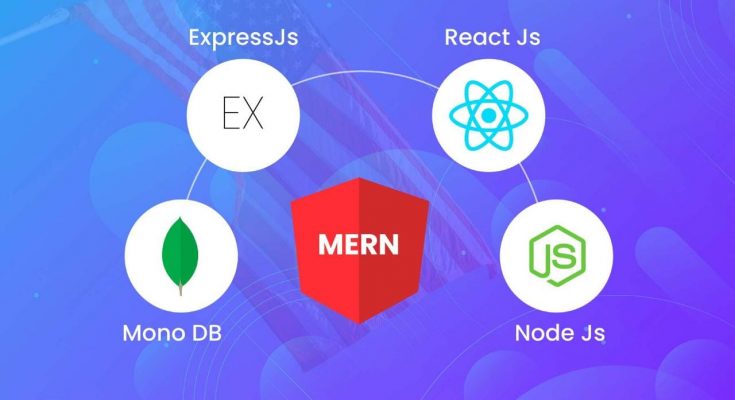 ExpressJs
React Js
EX
MERN
JS
Mono DB
Node Js